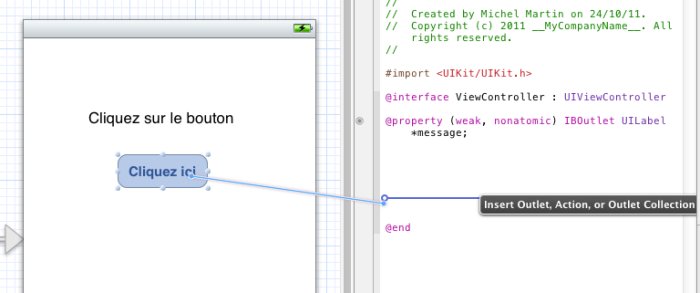 Cliquez sur le bouton
Cliquez ici
//
//  Created by Michel Martin on 24/10/11.
//  Copyright (c) 2011 __MyCompanyName__. All
rights reserved.
//
#import <UIKit/UIKit.h>
@interface ViewController : UIViewController
@property (weak, nonatomic) IBOutlet UILabel
*message;
Insert Outlet, Action, or Outlet Collection
@end